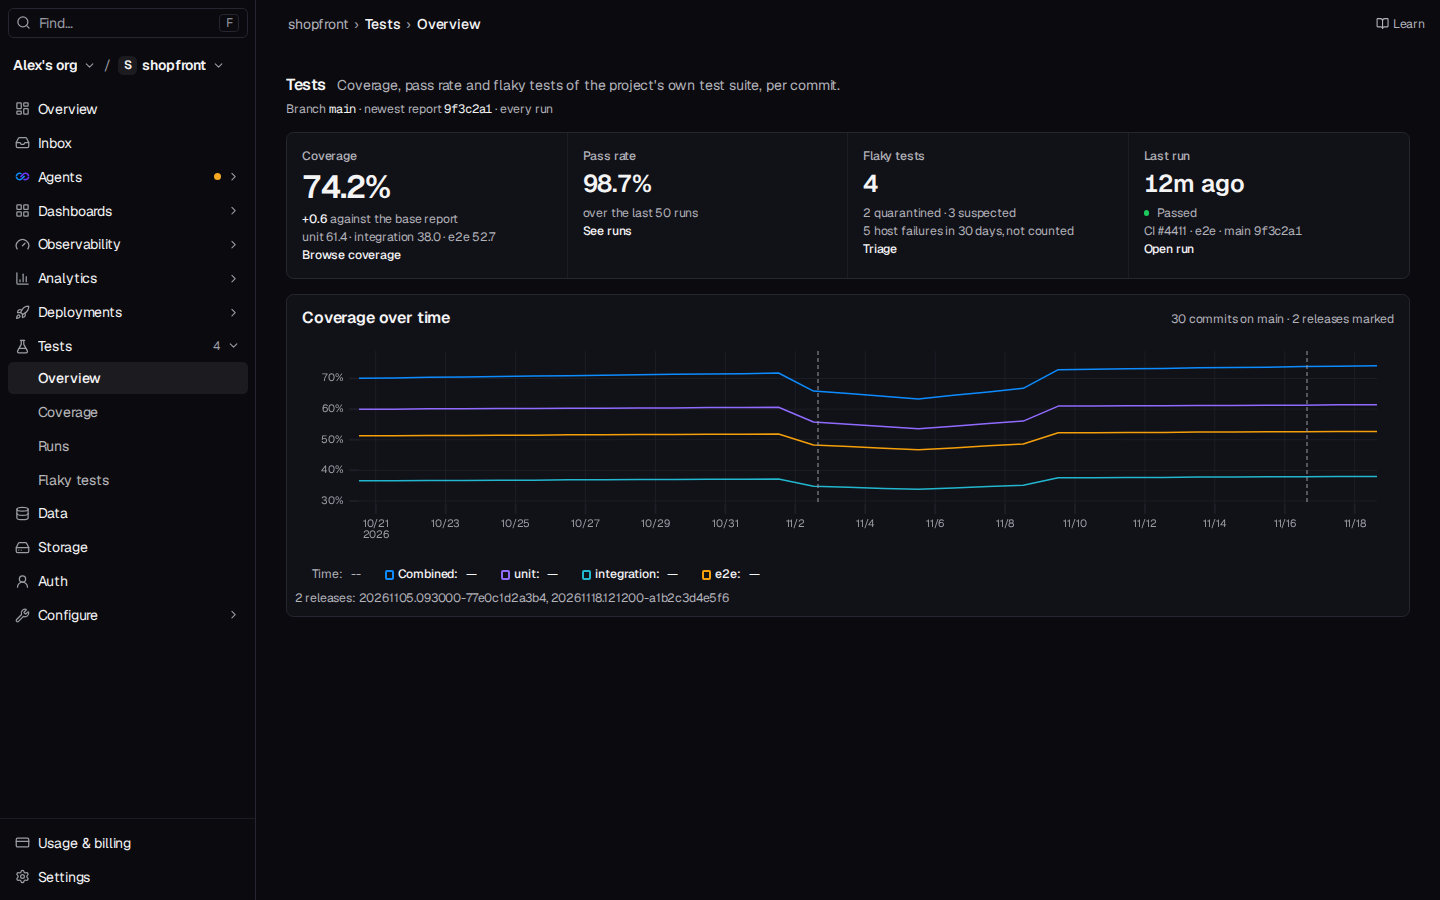 Find...
F
Alex's org / S shopfront
Overview
Inbox
Agents
Dashboards
Observability
Analytics
Deployments
Tests 4
Overview
Coverage
Runs
Flaky tests
Data
Storage
Auth
Configure
Usage & billing
Settings
shopfront › Tests › Overview
Learn
Tests Coverage, pass rate and flaky tests of the project's own test suite, per commit.
Branch main · newest report 9f3c2a1 · every run
Coverage
74.2%
+0.6 against the base report
unit 61.4 · integration 38.0 · e2e 52.7
Browse coverage
Pass rate
98.7%
over the last 50 runs
See runs
Flaky tests
4
2 quarantined · 3 suspected
5 host failures in 30 days, not counted
Triage
Last run
12m ago
Passed
CI #4411 · e2e · main 9f3c2a1
Open run
Coverage over time
30 commits on main · 2 releases marked
70%
60%
50%
40%
30%
10/21 10/23 10/25 10/27 10/29 10/31 11/2 11/4 11/6 11/8 11/10 11/12 11/14 11/16 11/18
2026
Time: -- Combined: — unit: — integration: — e2e: —
2 releases: 20261105.093000-77e0c1d2a3b4, 20261118.121200-a1b2c3d4e5f6